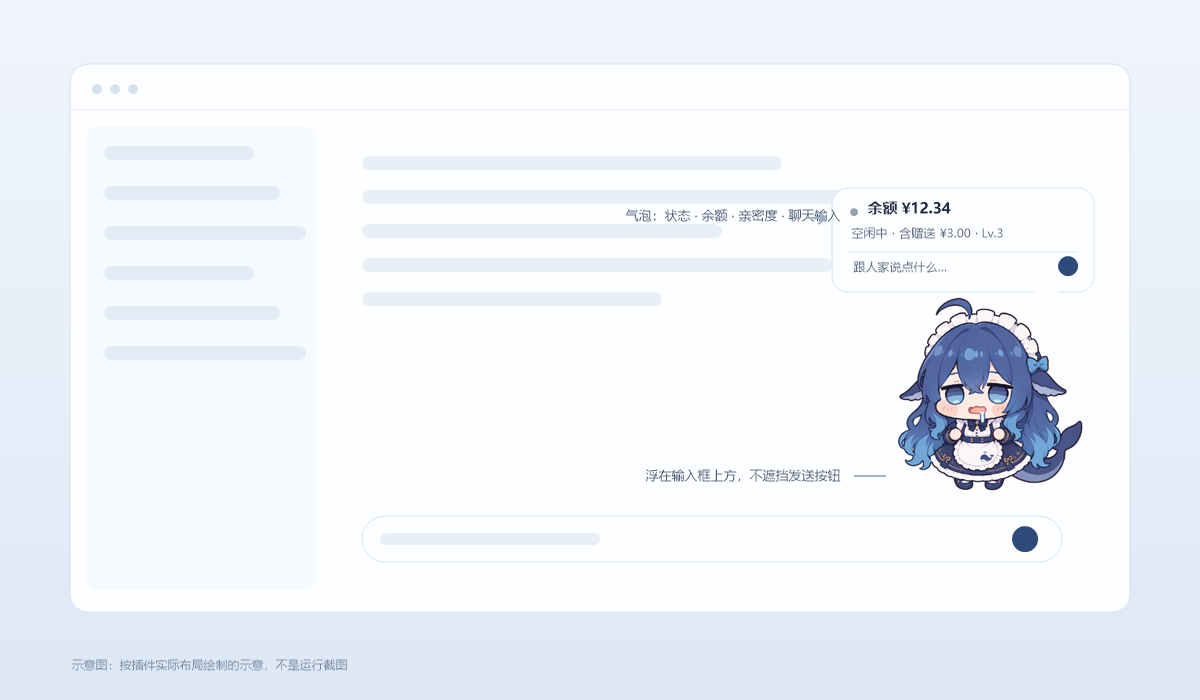 余额 ¥12.34
气泡：状态 · 余额 · 亲密度 · 聊天输入
空闲中 · 含赠送 ¥3.00 · Lv.3
跟人家说点什么...
浮在输入框上方，不遮挡发送按钮
示意图：按插件实际布局绘制的示意，不是运行截图